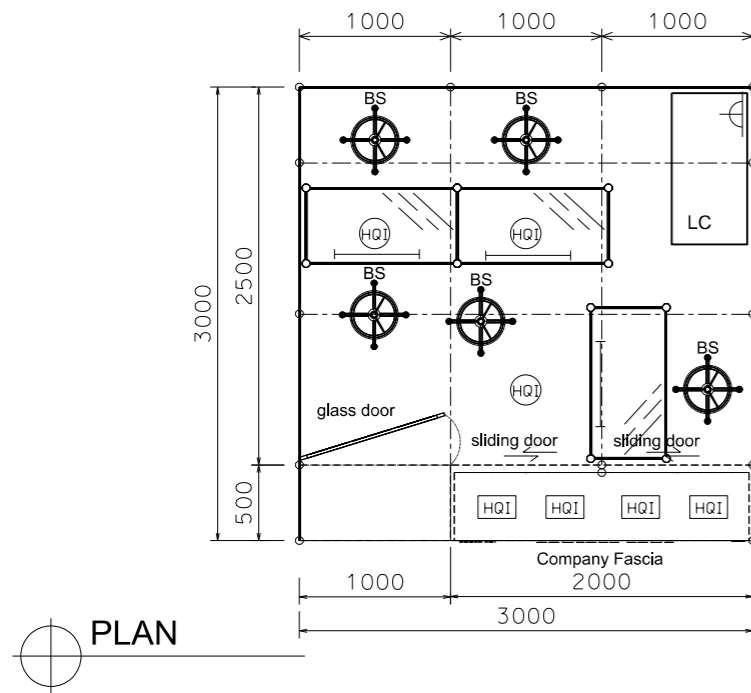 1000 1000 1000
BS BS
3000
2500
LC
HQI HQI
BS BS
BS
HQI
glass door
sliding door sliding door
500
HQI HQI HQI HQI
Company Fascia
1000 2000
3000
PLAN